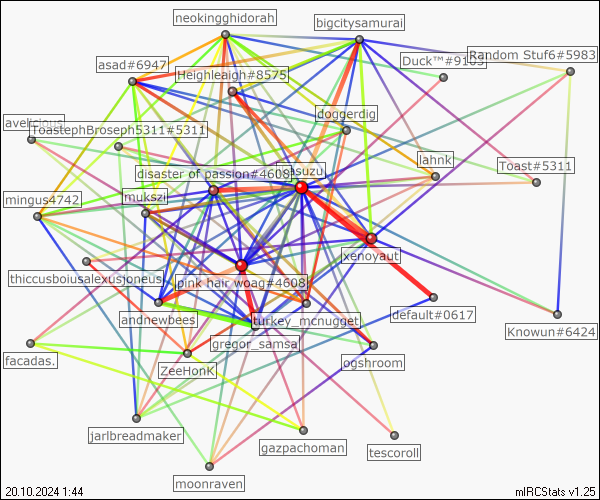 neokingghidorah
bigcitysamurai
Random Stuf6#5983
asad#6947
Duck™#91
Heighleaigh#8575
doggerdig
avelicious
ToastephBroseph5311#5311
lahnk
Toast#5311
disaster of passion#4608
asuzu
mingus4742
mukszi
xenoyaut
thiccusboiusalexusjoneus
pink hair woag#4608
default#0617
andnewbees
turkey_mcnugget
Knowun#6424
gregor_samsa
facadas.
ZeeHonK
ogshroom
jarlbreadmaker
gazpachoman
tescoroll
moonraven
20.10.2024 1:44
mIRCStats v1.25